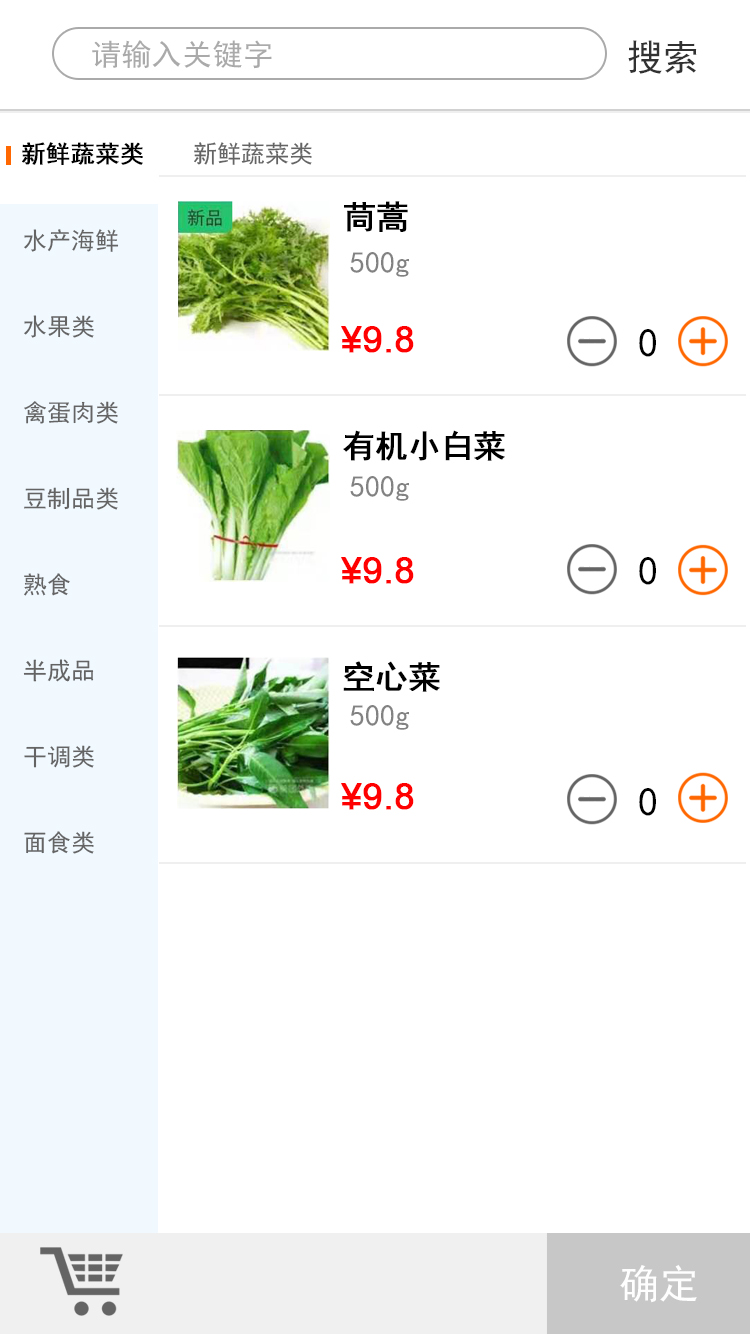 请输入关键字
搜索
新鲜蔬菜类
水产海鲜
水果类
禽蛋肉类
豆制品类
熟食
半成品
干调类
面食类
新鲜蔬菜类
新品
茼蒿
500g
¥9.8
0
有机小白菜
500g
¥9.8
0
空心菜
500g
¥9.8
0
确定